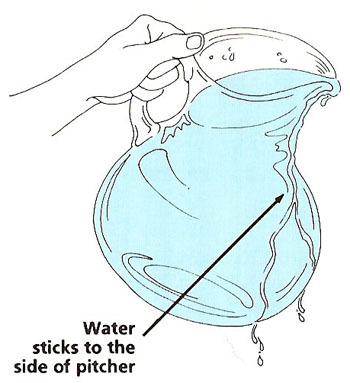 Water
sticks to the
side of pitcher